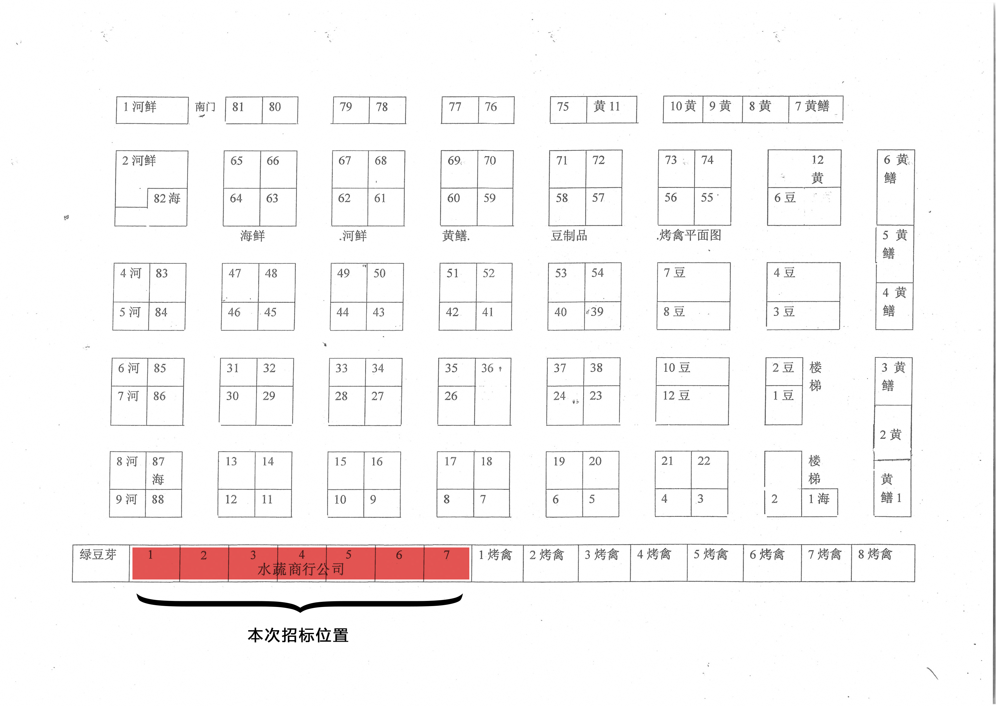 1 河鲜 南门 81 80 79 78 77 76 75 黄 11 10 黄 9 黄 8 黄 7 黄鳝
2 河鲜 65 66 67 68 69 70 71 72 73 74 12 6 黄
黄 鳝
82 海 64 63 62 61 60 59 58 57 56 55 6 豆
海鲜 .河鲜 黄鳝. 豆制品 .烤禽平面图 5 黄
鳝
4 河 83 47 48 49 50 51 52 53 54 7 豆 4 豆
4 黄
5 河 84 46 45 44 43 42 41 40 39 8 豆 3 豆 鳝
6 河 85 31 32 33 34 35 36 37 38 10 豆 2 豆 楼 3 黄
梯 鳝
7 河 86 30 29 28 27 26 24 23 12 豆 1 豆
2 黄
8 河 87 13 14 15 16 17 18 19 20 21 22 楼
海 梯 黄
9 河 88 12 11 10 9 8 7 6 5 4 3 2 1 海 鳝 1
绿豆芽 1 2 3 4 5 6 7 1 烤禽 2 烤禽 3 烤禽 4 烤禽 5 烤禽 6 烤禽 7 烤禽 8 烤禽
水蔬商行公司
本次招标位置